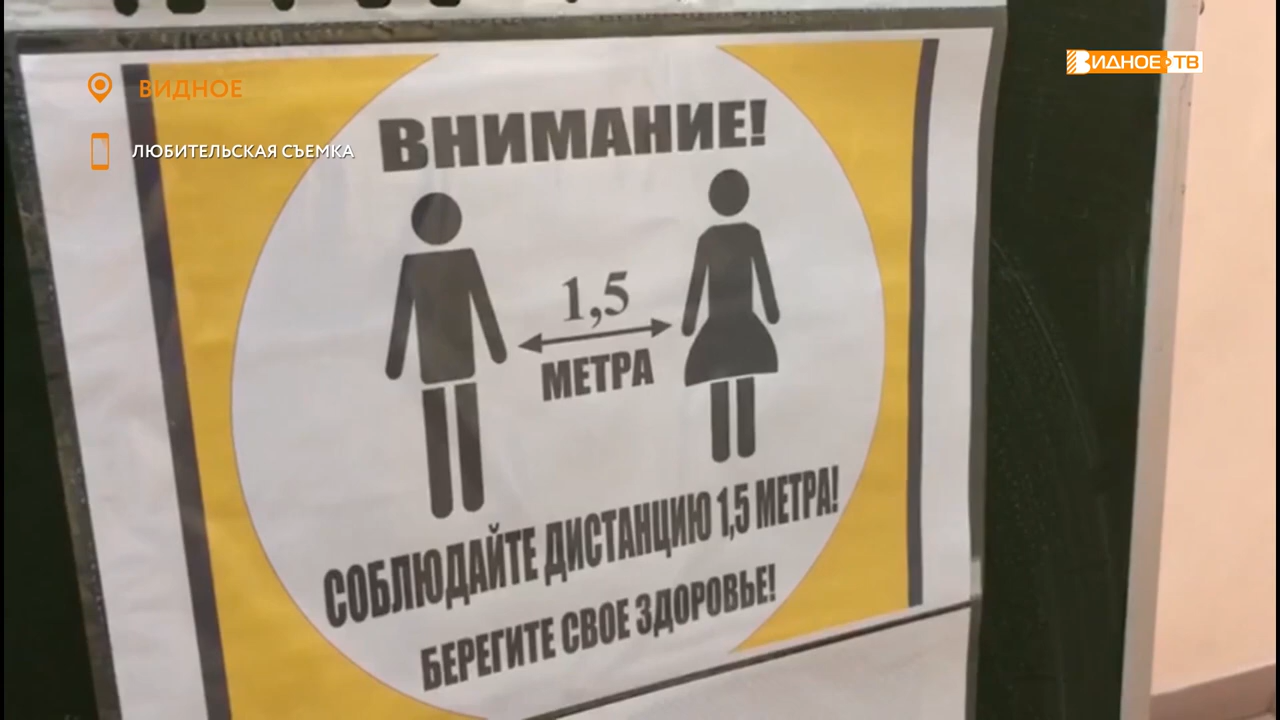 ВИДНОЕ
ВИДНОЕ ТВ
ЛЮБИТЕЛЬСКАЯ СЪЕМКА
ВНИМАНИЕ!
1,5
МЕТРА
СОБЛЮДАЙТЕ ДИСТАНЦИЮ 1,5 МЕТРА!
БЕРЕГИТЕ СВОЕ ЗДОРОВЬЕ!